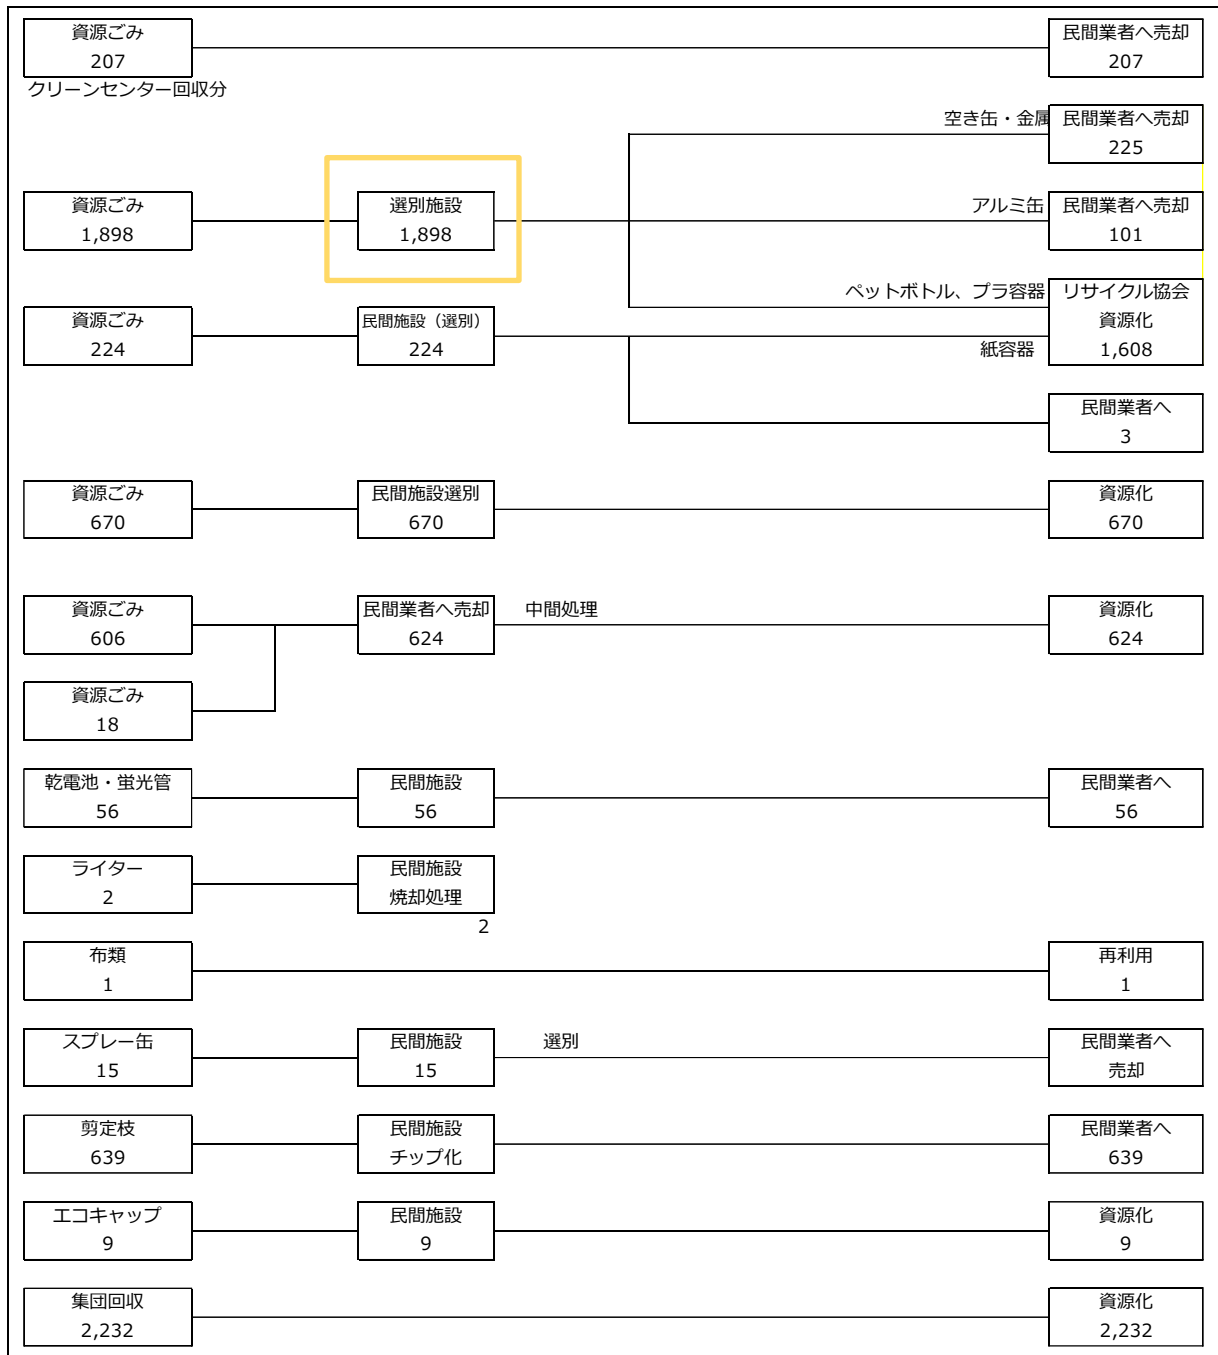 資源ごみ
207
民間業者へ売却
207
クリーンセンター回収分
空き缶・金属
民間業者へ売却
225
資源ごみ
1,898
選別施設
1,898
アルミ缶
民間業者へ売却
101
ペットボトル、プラ容器
リサイクル協会
資源化
1,608
資源ごみ
224
民間施設（選別）
224
紙容器
民間業者へ
3
資源ごみ
670
民間施設選別
670
資源化
670
資源ごみ
606
民間業者へ売却
624
中間処理
資源化
624
資源ごみ
18
乾電池・蛍光管
56
民間施設
56
民間業者へ
56
ライター
2
民間施設
焼却処理
2
布類
1
再利用
1
スプレー缶
15
民間施設
15
選別
民間業者へ
売却
剪定枝
639
民間施設
チップ化
民間業者へ
639
エコキャップ
9
民間施設
9
資源化
9
集団回収
2,232
資源化
2,232